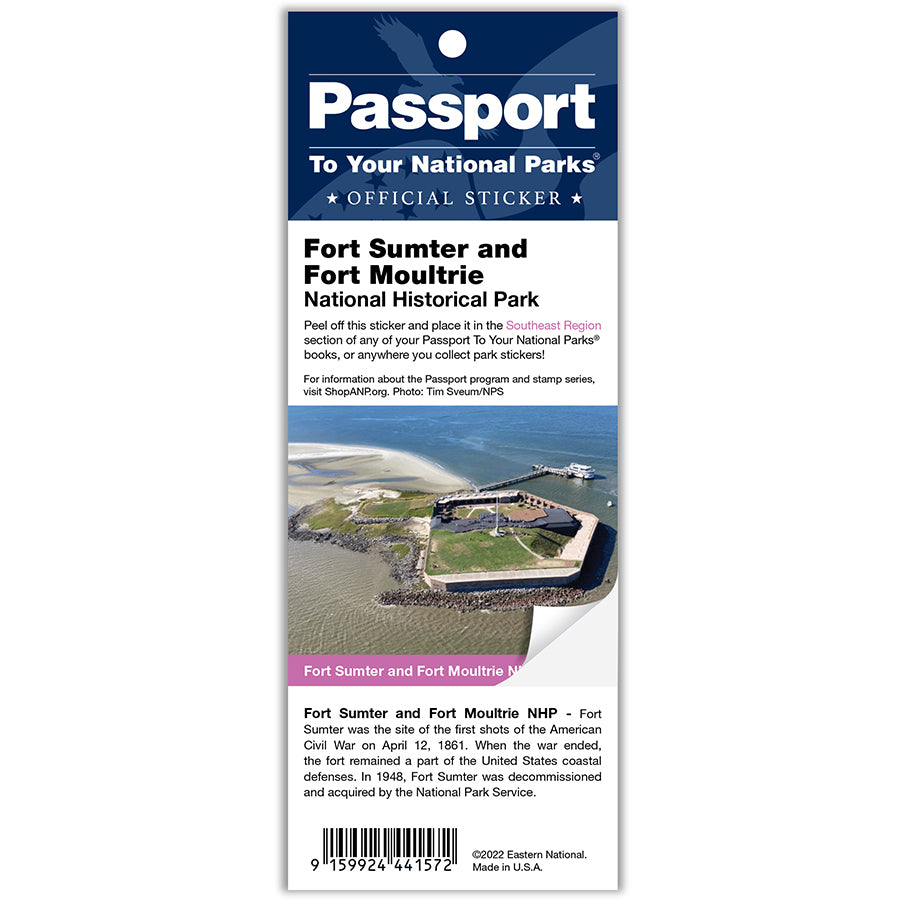 Passport
To Your National Parks®
★ OFFICIAL STICKER ★
Fort Sumter and
Fort Moultrie
National Historical Park
Peel off this sticker and place it in the Southeast Region
section of any of your Passport To Your National Parks®
books, or anywhere you collect park stickers!
For information about the Passport program and stamp series,
visit ShopANP.org. Photo: Tim Sveum/NPS
Fort Sumter and Fort Moultrie
Fort Sumter and Fort Moultrie NHP - Fort
Sumter was the site of the first shots of the American
Civil War on April 12, 1861. When the war ended,
the fort remained a part of the United States coastal
defenses. In 1948, Fort Sumter was decommissioned
and acquired by the National Park Service.
9 159924 441572
©2022 Eastern National.
Made in U.S.A.